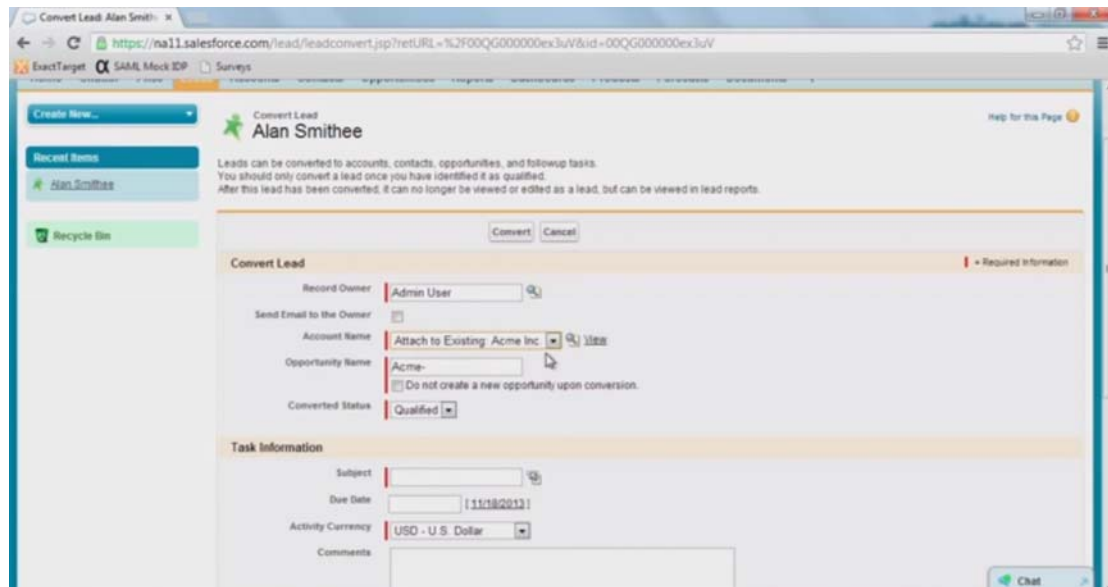 Convert Lead: Alan Smith
https://na11.salesforce.com/lead/leadconvert.jsp?retURL=%2F00QG000000ex3uV&id=00QG000000ex3uV
ExactTarget SAML Mock IDP Surveys
Create New...
Convert Lead
Alan Smithee
Help for this Page
Recent Items
Alan Smithee
Recycle Bin
Leads can be converted to accounts, contacts, opportunities, and followup tasks.
You should only convert a lead once you have identified it as qualified.
After this lead has been converted, it can no longer be viewed or edited as a lead, but can be viewed in lead reports.
Convert Cancel
Convert Lead
= Required Information
Record Owner Admin User
Send Email to the Owner
Account Name Attach to Existing: Acme Inc. View
Opportunity Name Acme-
Do not create a new opportunity upon conversion.
Converted Status Qualified
Task Information
Subject
Due Date [ 11/18/2013 ]
Activity Currency USD - U.S. Dollar
Comments
Chat